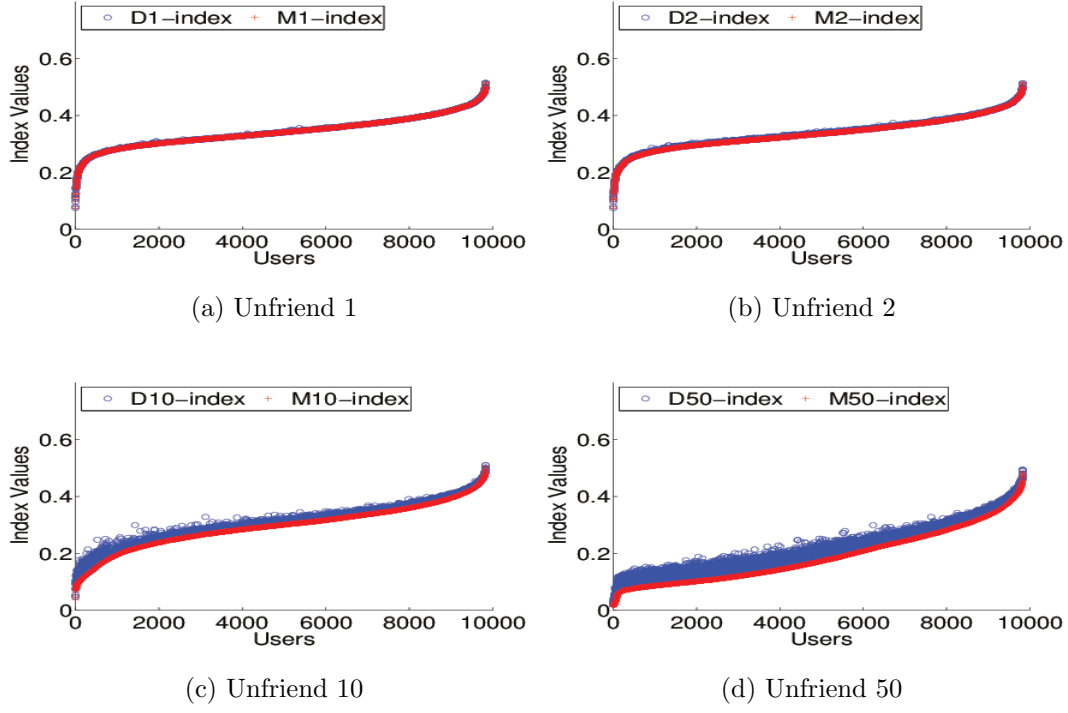 D1-index M1-index
Index Values
0.6
0.4
0.2
0
0 2000 4000 6000 8000 10000
Users
(a) Unfriend 1
D2-index M2-index
Index Values
0.6
0.4
0.2
0
0 2000 4000 6000 8000 10000
Users
(b) Unfriend 2
D10-index M10-index
Index Values
0.6
0.4
0.2
0
0 2000 4000 6000 8000 10000
Users
(c) Unfriend 10
D50-index M50-index
Index Values
0.6
0.4
0.2
0
0 2000 4000 6000 8000 10000
Users
(d) Unfriend 50